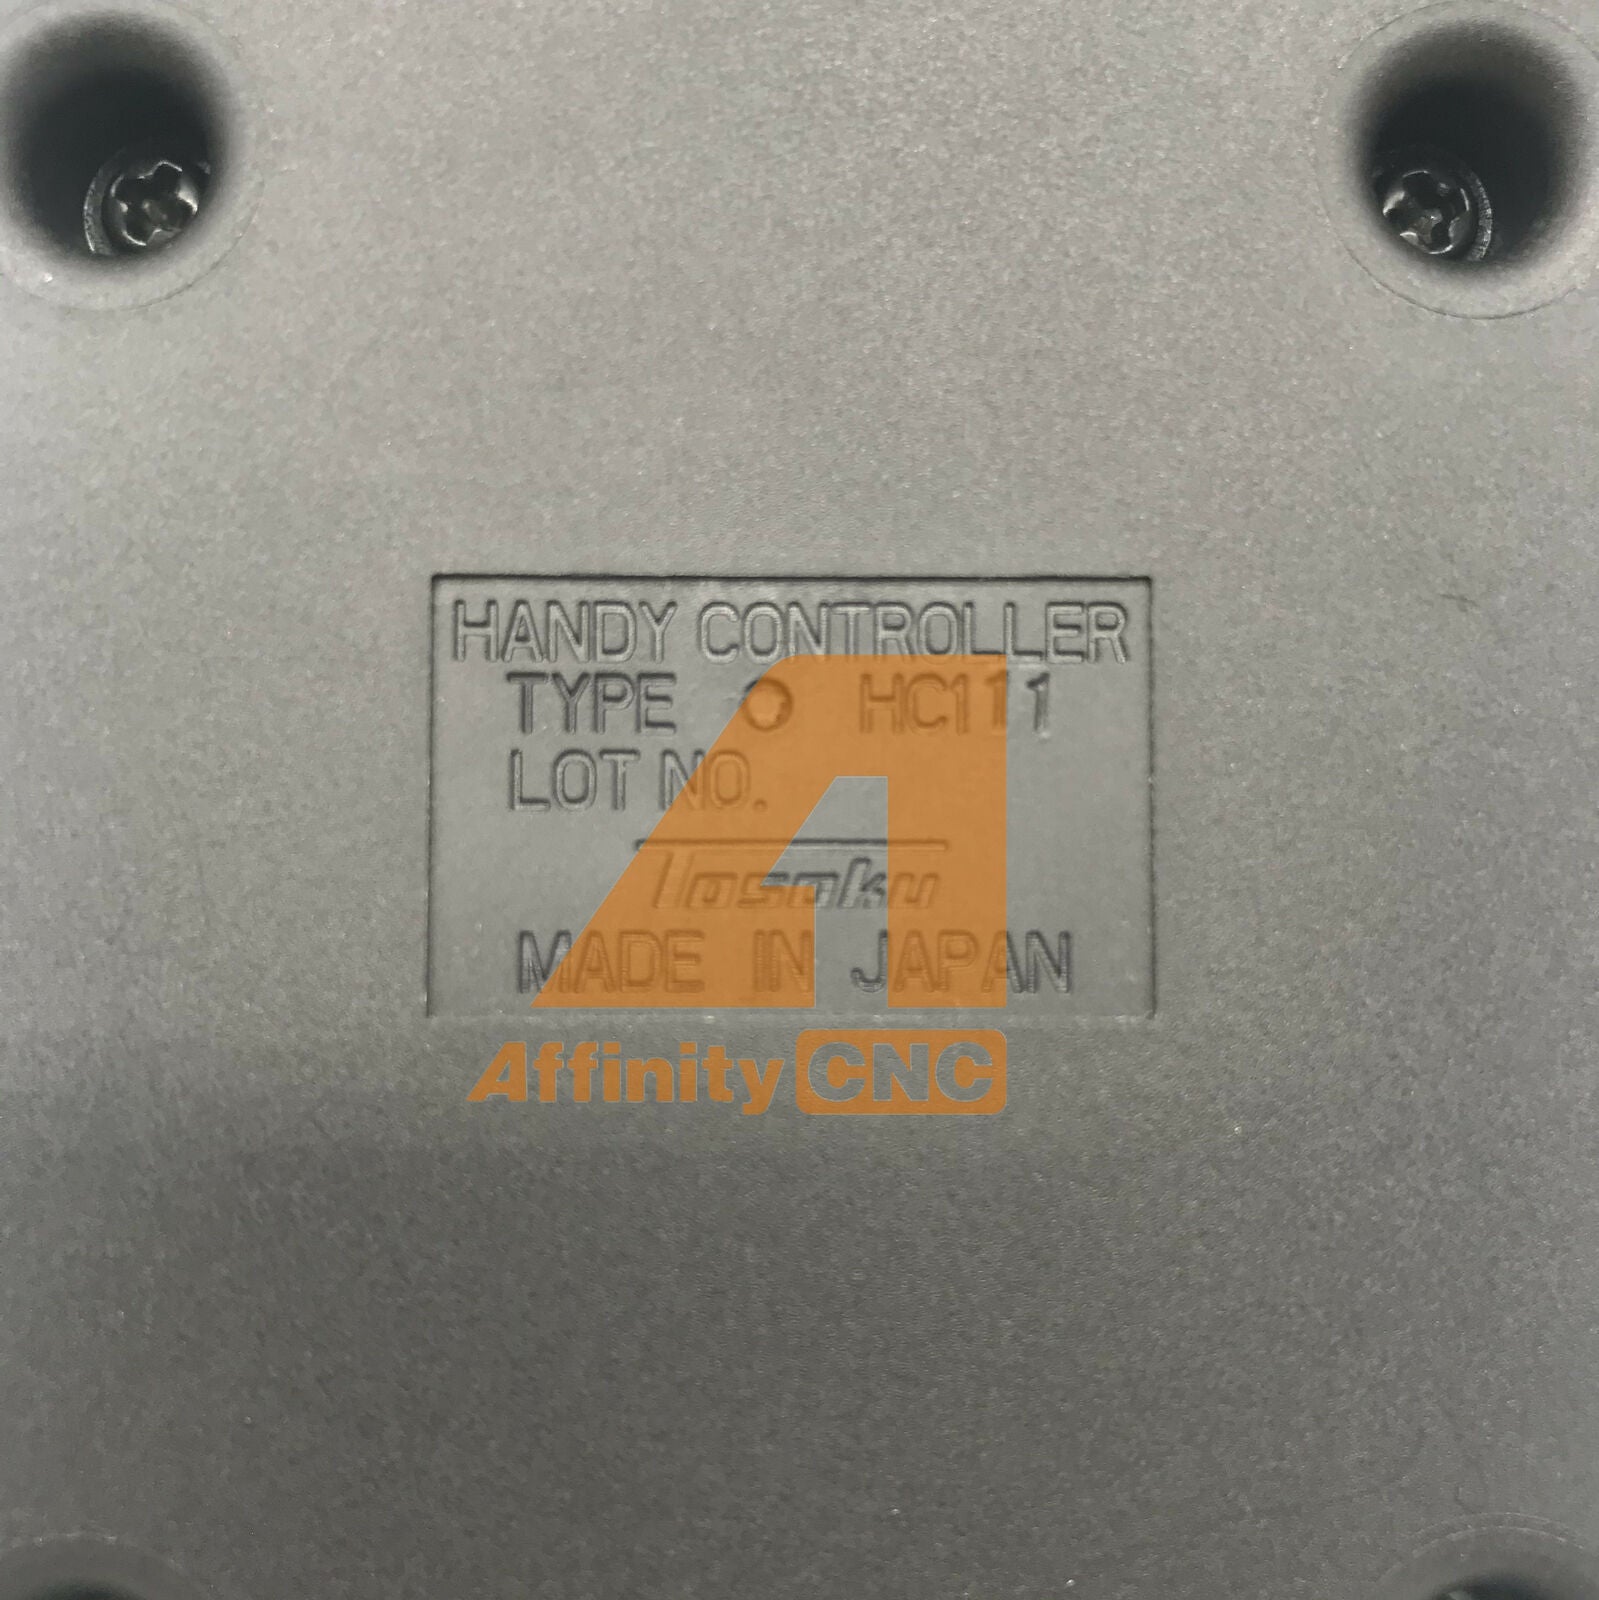 HANDY CONTROLLER
TYPE HC111
LOT NO.
Tosoku
MADE IN JAPAN
Affinity CNC